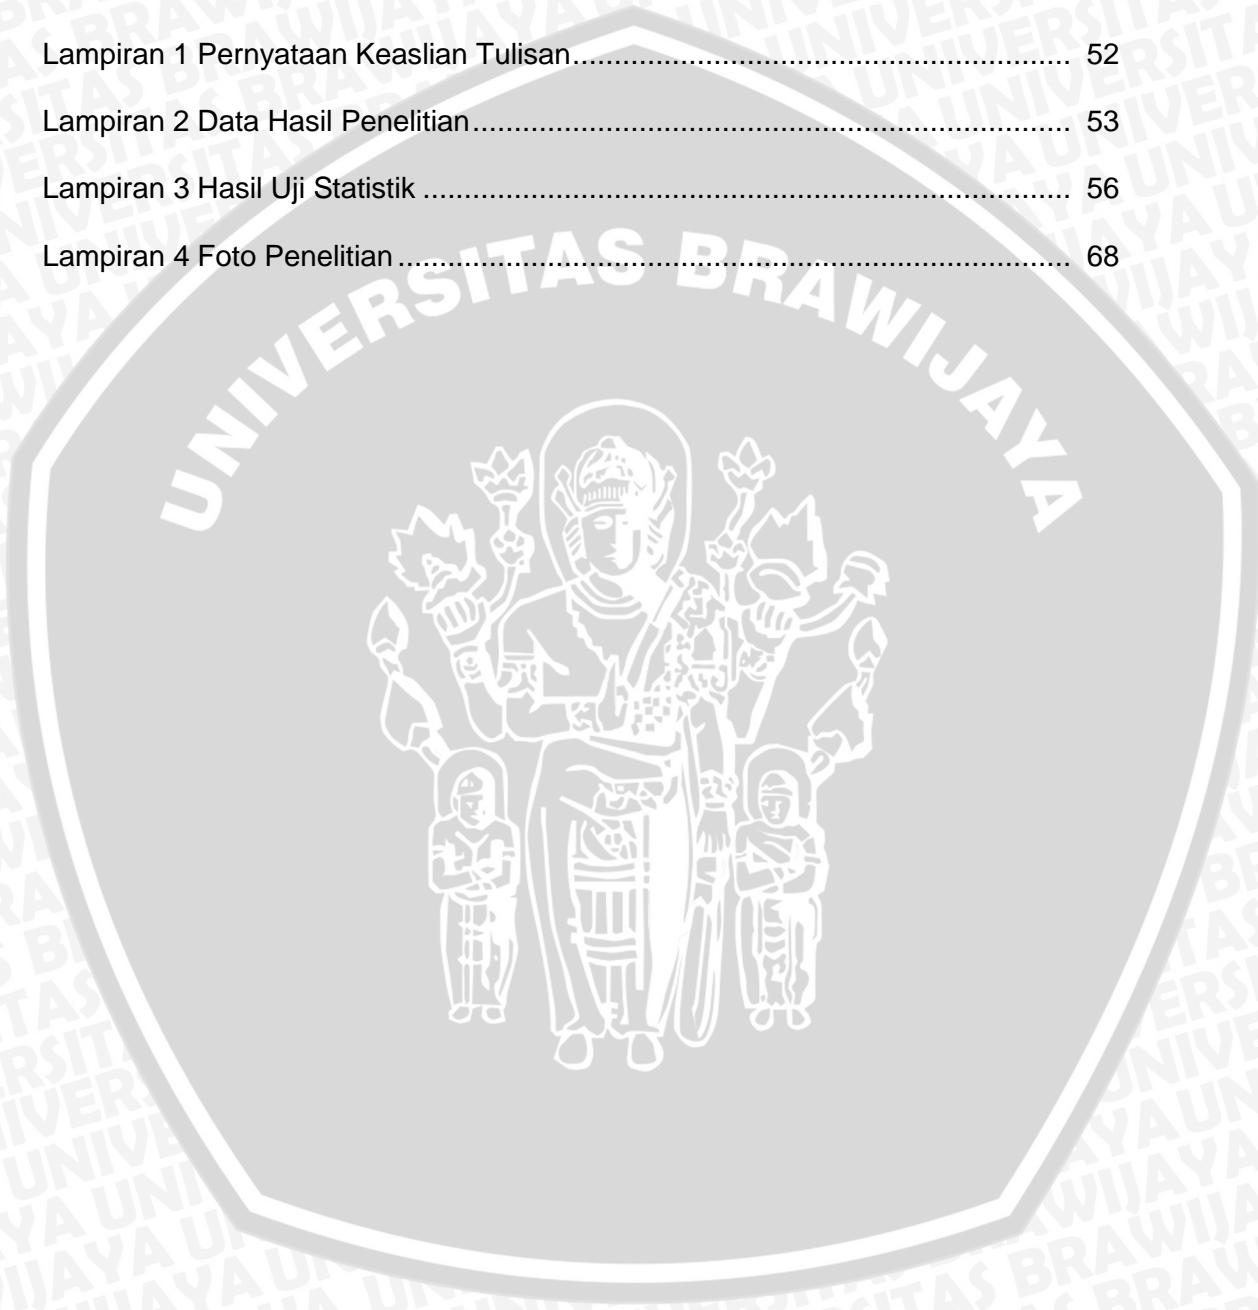 Lampiran 1 Pernyataan Keaslian Tulisan............................................................ 52
Lampiran 2 Data Hasil Penelitian........................................................................ 53
Lampiran 3 Hasil Uji Statistik .............................................................................. 56
Lampiran 4 Foto Penelitian ................................................................................. 68
UNIVERSITAS BRAWIJAYA